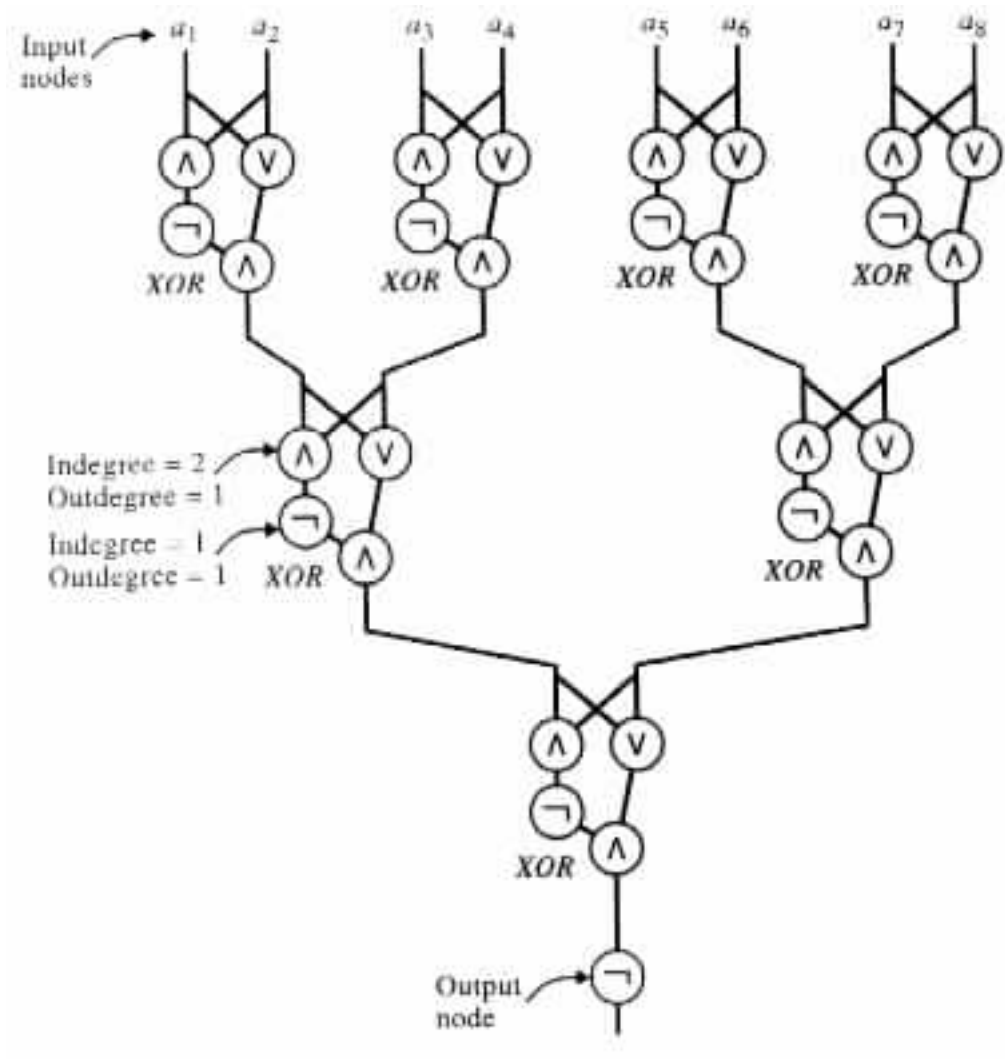 Input
nodes
a₁ a₂ a₃ a₄ a₅ a₆ a₇ a₈
∧ ∨ ∧ ∨ ∧ ∨ ∧ ∨
¬ ¬ ¬ ¬
∧ ∧ ∧ ∧
XOR XOR XOR XOR
∧ ∨ ∧ ∨
Indegree = 2
Outdegree = 1
¬ ¬
Indegree = 1
Outdegree = 1
∧ ∧
XOR XOR
∧ ∨
¬
∧
XOR
¬
Output
node